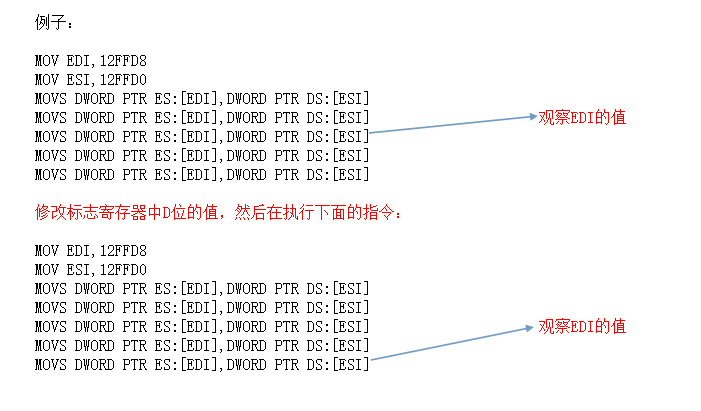 例子：
MOV EDI,12FFD8
MOV ESI,12FFD0
MOVS DWORD PTR ES:[EDI],DWORD PTR DS:[ESI]
MOVS DWORD PTR ES:[EDI],DWORD PTR DS:[ESI]
观察EDI的值
MOVS DWORD PTR ES:[EDI],DWORD PTR DS:[ESI]
MOVS DWORD PTR ES:[EDI],DWORD PTR DS:[ESI]
MOVS DWORD PTR ES:[EDI],DWORD PTR DS:[ESI]
修改标志寄存器中D位的值，然后在执行下面的指令：
MOV EDI,12FFD8
MOV ESI,12FFD0
MOVS DWORD PTR ES:[EDI],DWORD PTR DS:[ESI]
MOVS DWORD PTR ES:[EDI],DWORD PTR DS:[ESI]
MOVS DWORD PTR ES:[EDI],DWORD PTR DS:[ESI]
观察EDI的值
MOVS DWORD PTR ES:[EDI],DWORD PTR DS:[ESI]
MOVS DWORD PTR ES:[EDI],DWORD PTR DS:[ESI]